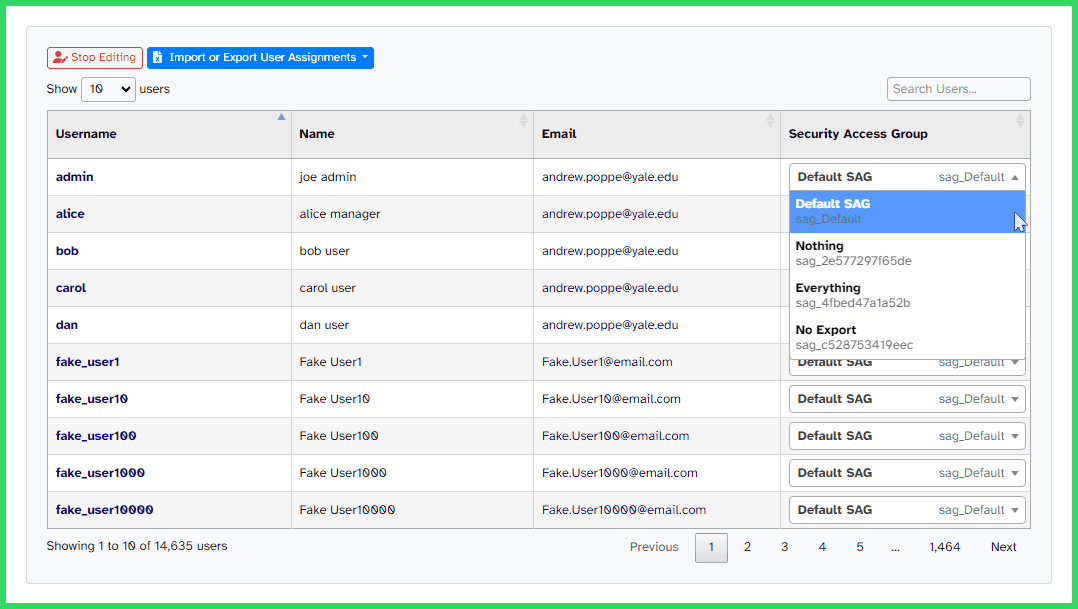 Stop Editing Import or Export User Assignments
Show 10 users Search Users...
Username Name Email Security Access Group
admin joe admin andrew.poppe@yale.edu Default SAG sag_Default
alice alice manager andrew.poppe@yale.edu Default SAG
sag_Default
bob bob user andrew.poppe@yale.edu Nothing
sag_2e577297f65de
carol carol user andrew.poppe@yale.edu Everything
sag_4fbed47a1a52b
dan dan user andrew.poppe@yale.edu No Export
sag_c528753419eec
fake_user1 Fake User1 Fake.User1@email.com Default SAG sag_Default
fake_user10 Fake User10 Fake.User10@email.com Default SAG sag_Default
fake_user100 Fake User100 Fake.User100@email.com Default SAG sag_Default
fake_user1000 Fake User1000 Fake.User1000@email.com Default SAG sag_Default
fake_user10000 Fake User10000 Fake.User10000@email.com Default SAG sag_Default
Showing 1 to 10 of 14,635 users Previous 1 2 3 4 5 ... 1,464 Next